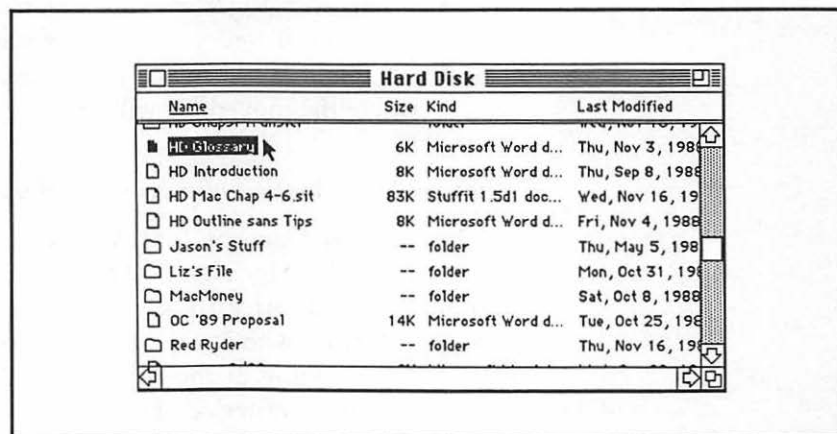 Hard Disk
Name Size Kind Last Modified
HD Glossary 6K Microsoft Word d... Thu, Nov 3, 1988
HD Introduction 8K Microsoft Word d... Thu, Sep 8, 1988
HD Mac Chap 4-6.sit 83K Stuffit 1.5d1 doc... Wed, Nov 16, 19
HD Outline sans Tips 8K Microsoft Word d... Fri, Nov 4, 1988
Jason's Stuff -- folder Thu, May 5, 198
Liz's File -- folder Mon, Oct 31, 198
MacMoney -- folder Sat, Oct 8, 1988
OC '89 Proposal 14K Microsoft Word d... Tue, Oct 25, 198
Red Ryder -- folder Thu, Nov 16, 198